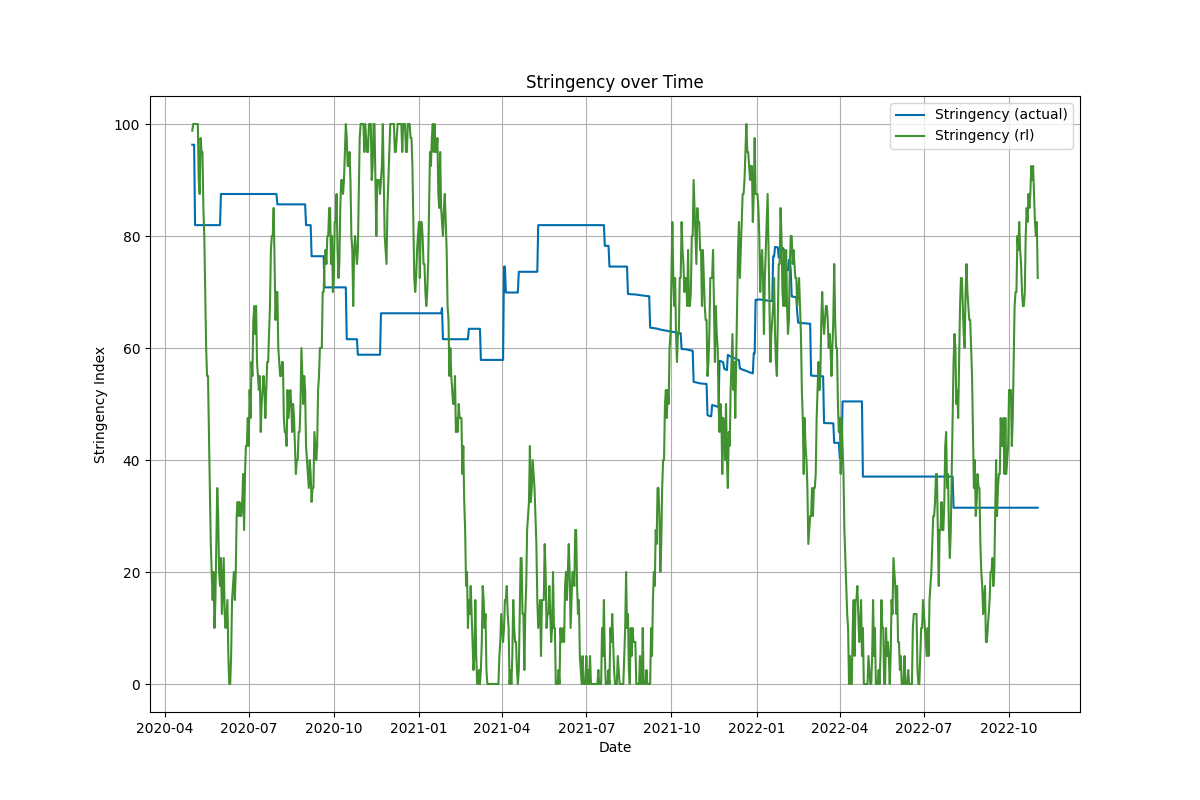 Stringency over Time
Stringency (actual)
Stringency (rl)
Stringency Index
100
80
60
40
20
0
2020-04 2020-07 2020-10 2021-01 2021-04 2021-07 2021-10 2022-01 2022-04 2022-07 2022-10
Date